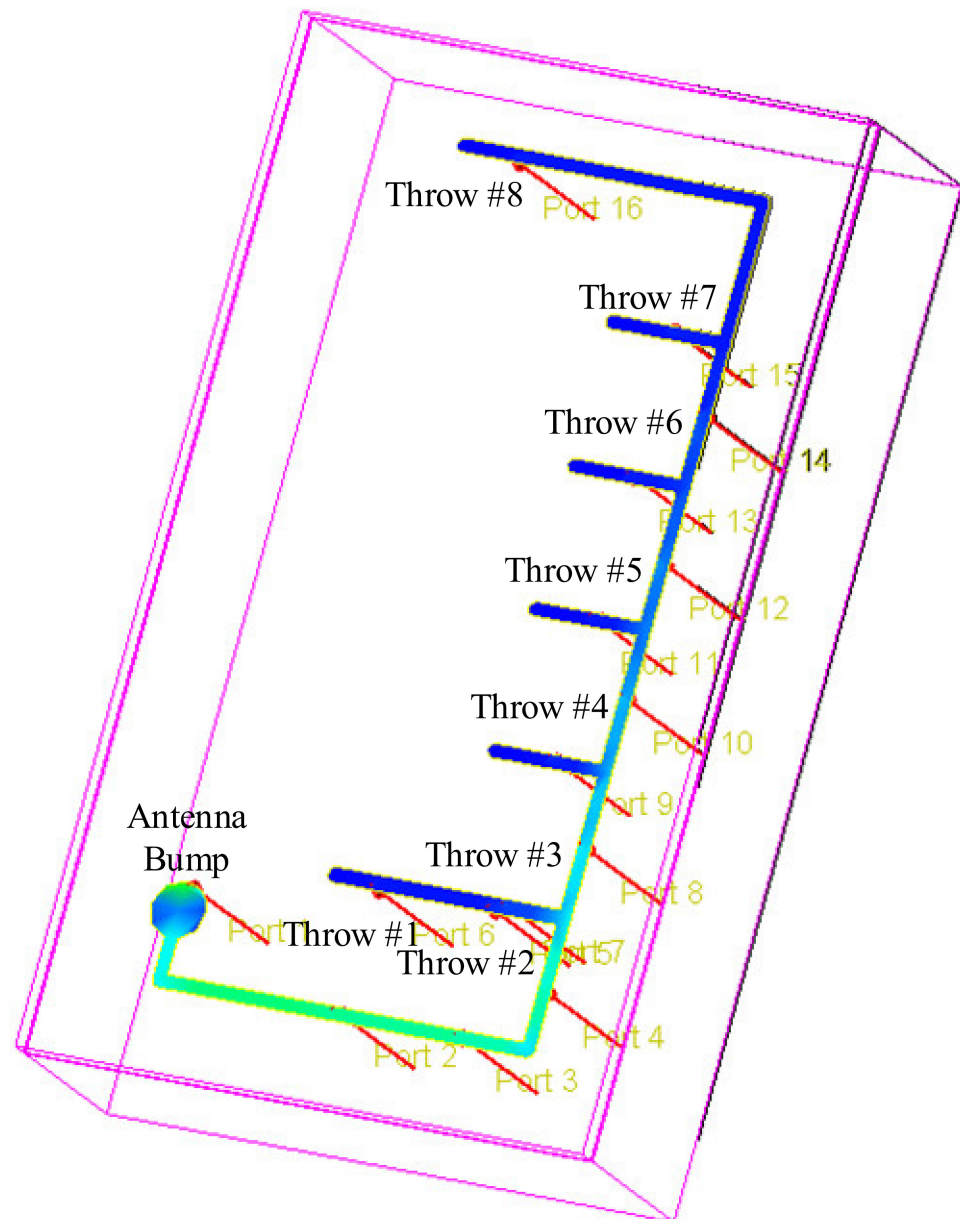 Throw #8
Port 16
Throw #7
Port 15
Throw #6
Port 14
Port 13
Throw #5
Port 12
Port 11
Throw #4
Port 10
Port 9
Antenna
Bump
Throw #3
Port 8
Port 1
Throw #1
Port 6
Throw #2
Port 4
Port 2
Port 3